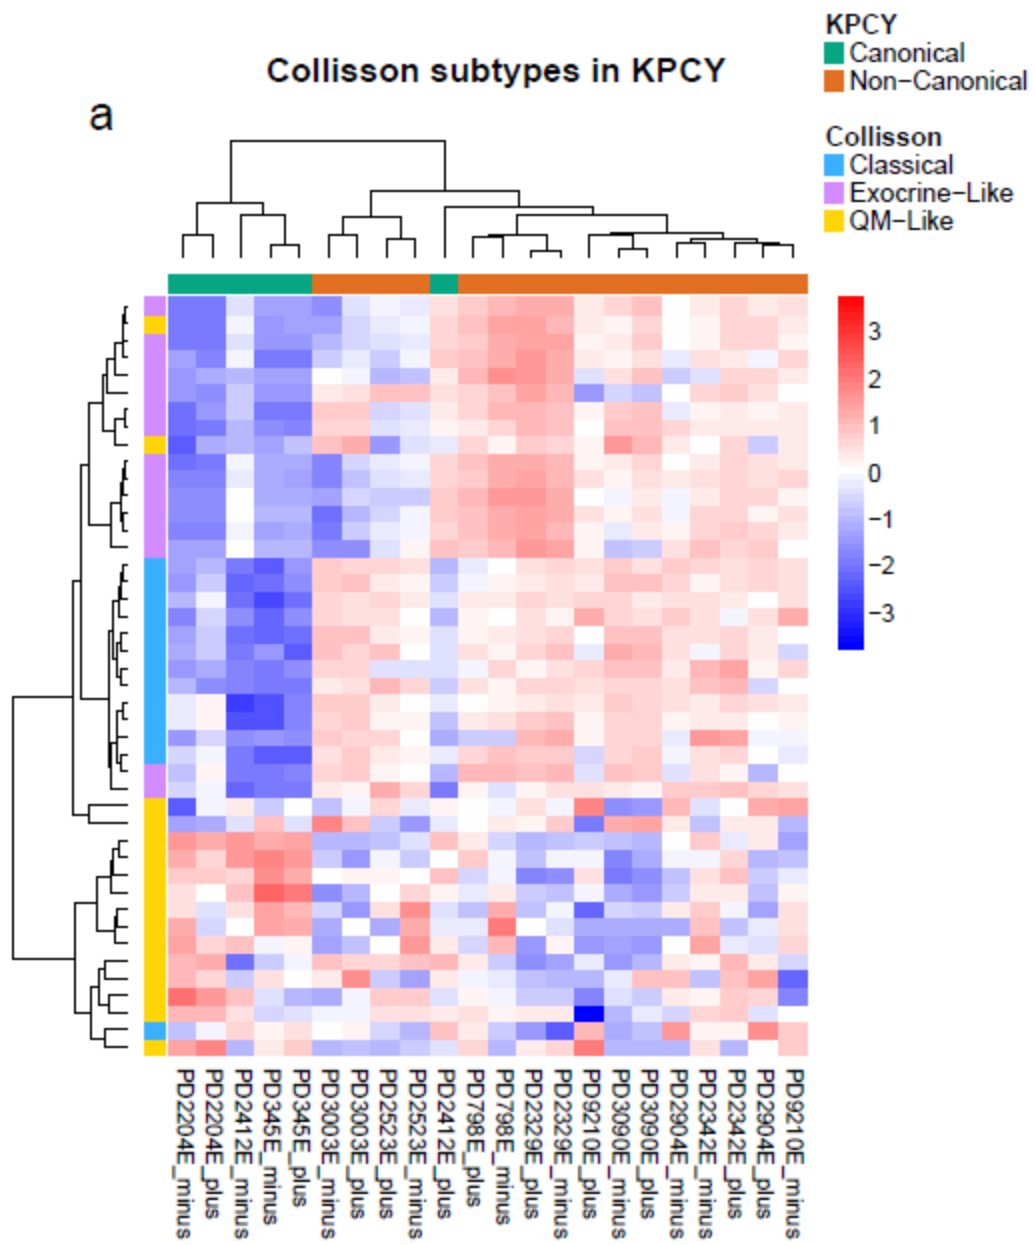 KPCY
Canonical
Non-Canonical
Collisson subtypes in KPCY
a
Collisson
Classical
Exocrine-Like
QM-Like
3
2
1
0
−1
−2
−3
PD2204E_minus
PD2204E_plus
PD2412E_minus
PD345E_minus
PD345E_plus
PD3003E_minus
PD3003E_plus
PD2523E_plus
PD2523E_minus
PD2412E_plus
PD798E_plus
PD798E_minus
PD2329E_plus
PD2329E_minus
PD9210E_plus
PD3090E_minus
PD3090E_plus
PD2904E_minus
PD2342E_minus
PD2342E_plus
PD2904E_plus
PD9210E_minus